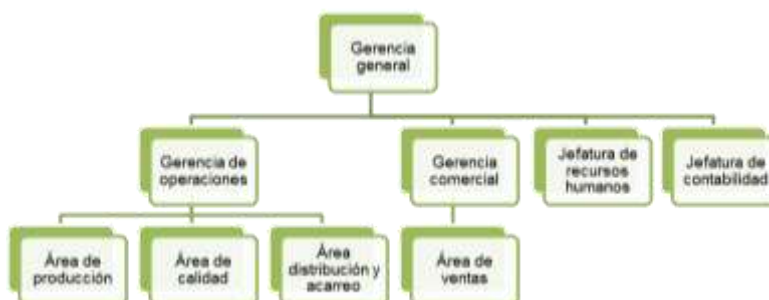 Gerencia
general
Gerencia de
operaciones
Gerencia
comercial
Jefatura de
recursos
humanos
Jefatura de
contabilidad
Área de
producción
Área de
calidad
Área
distribución y
acarreo
Área de
ventas